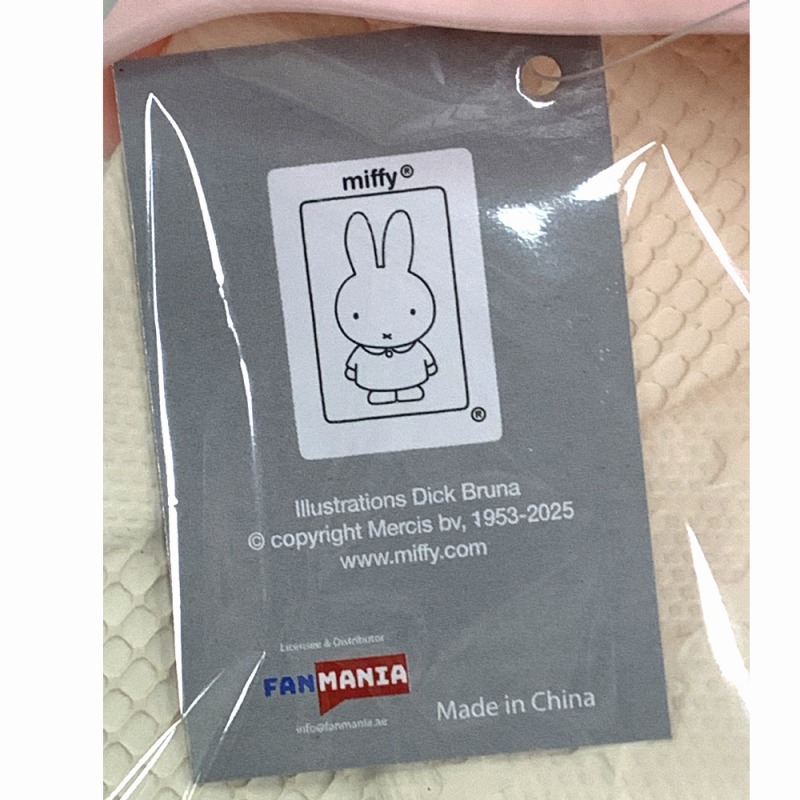 miffy®
®
Illustrations Dick Bruna
© copyright Mercis bv, 1953-2025
www.miffy.com
Licensee & Distributor
FANMANIA
info@fanmania.ae
Made in China